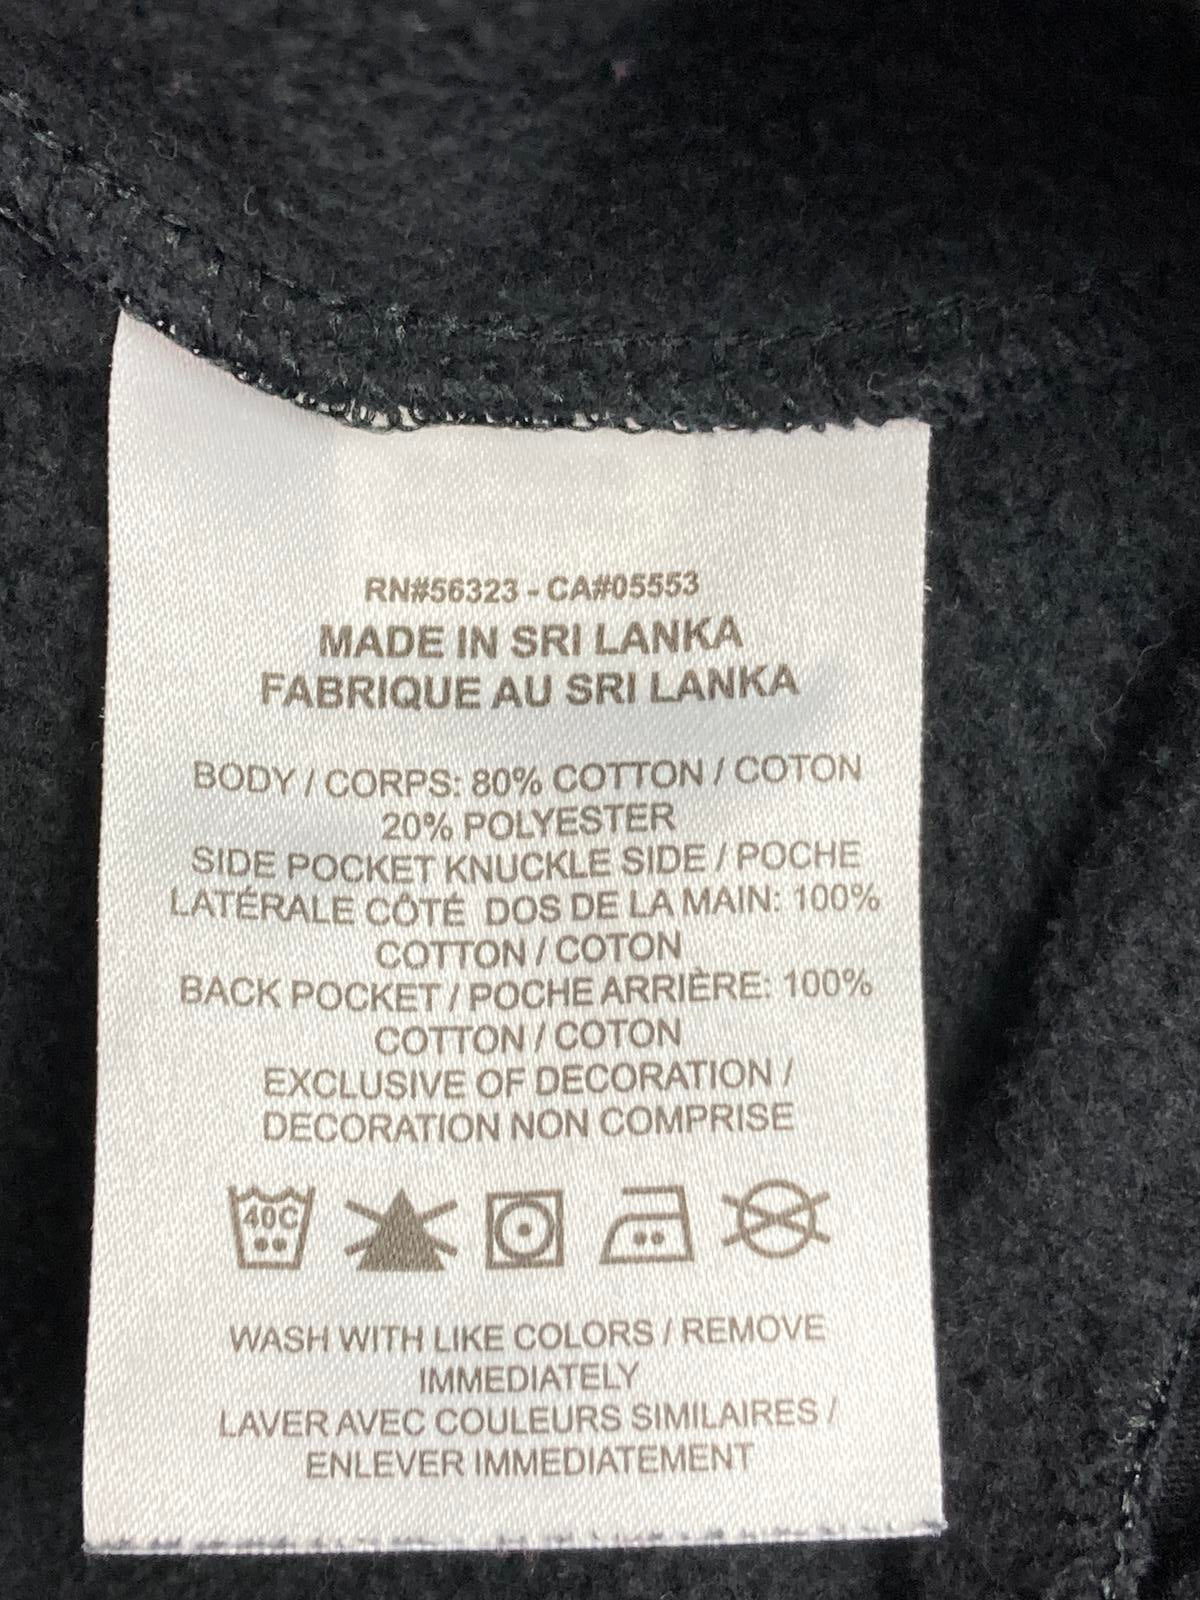 RN#56323 - CA#05553
MADE IN SRI LANKA
FABRIQUE AU SRI LANKA
BODY / CORPS: 80% COTTON / COTON
20% POLYESTER
SIDE POCKET KNUCKLE SIDE / POCHE
LATÉRALE CÔTÉ DOS DE LA MAIN: 100%
COTTON / COTON
BACK POCKET / POCHE ARRIÈRE: 100%
COTTON / COTON
EXCLUSIVE OF DECORATION /
DECORATION NON COMPRISE
40C
WASH WITH LIKE COLORS / REMOVE
IMMEDIATELY
LAVER AVEC COULEURS SIMILAIRES /
ENLEVER IMMEDIATEMENT